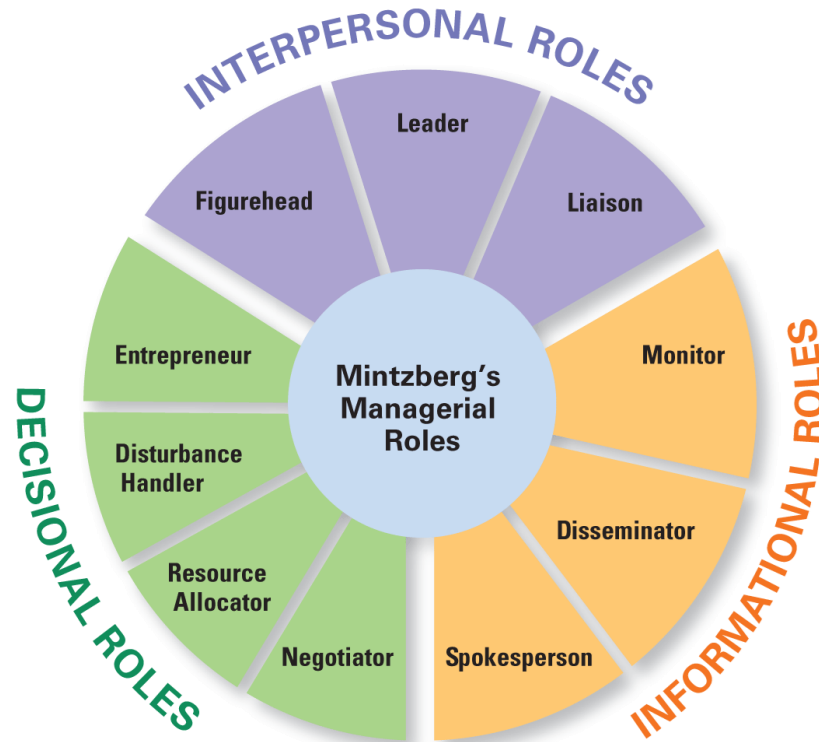 INTERPERSONAL ROLES
Leader
Figurehead
Liaison
Entrepreneur
Monitor
Mintzberg's
Managerial
Roles
Disturbance
Handler
Disseminator
Resource
Allocator
Negotiator
Spokesperson
DECISIONAL ROLES
INFORMATIONAL ROLES